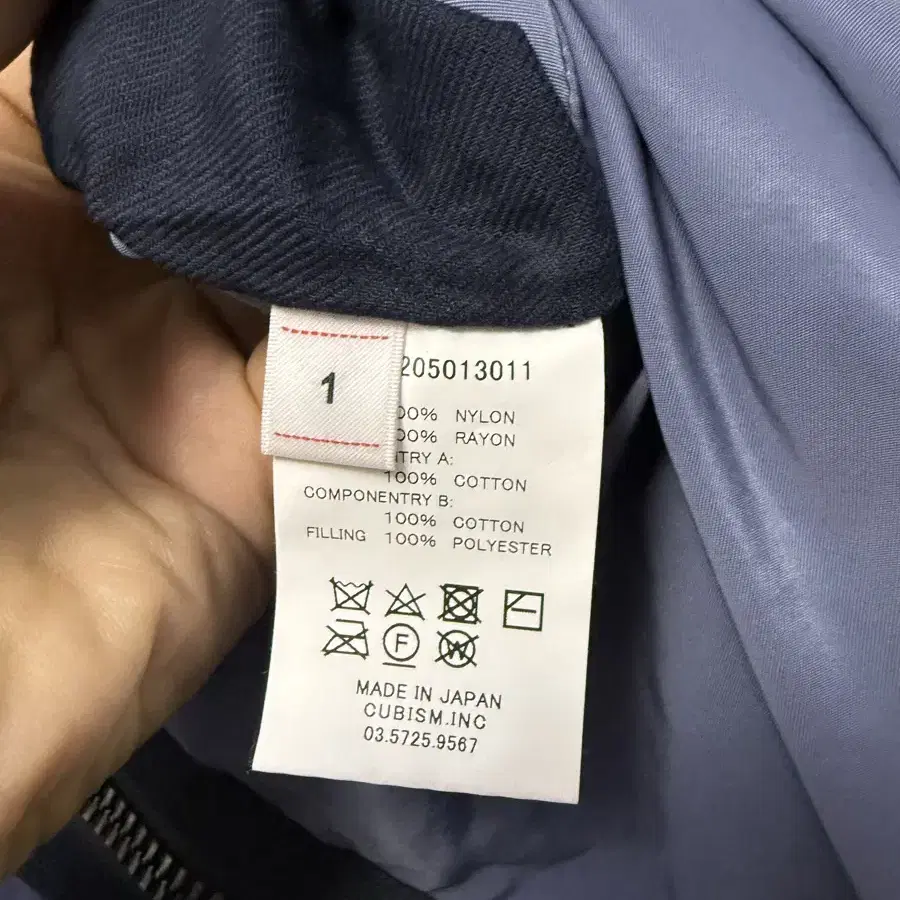 1
205013011
00% NYLON
00% RAYON
TRY A:
100% COTTON
COMPONENTRY B:
100% COTTON
FILLING 100% POLYESTER
F
W
MADE IN JAPAN
CUBISM.INC
03.5725.9567